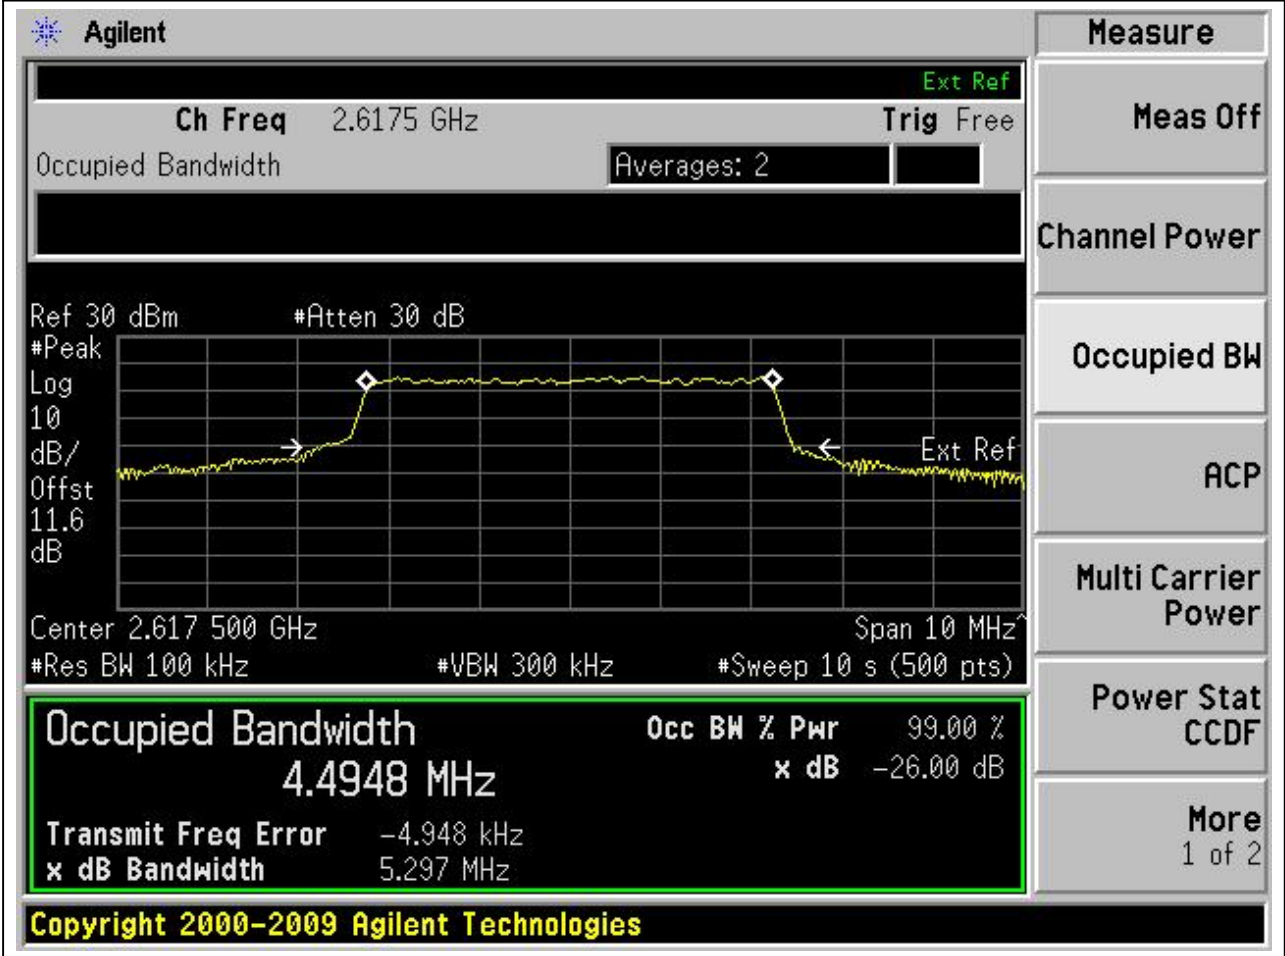 Agilent
Measure
Ext Ref
Ch Freq 2.6175 GHz Trig Free
Occupied Bandwidth Averages: 2
Meas Off
Channel Power
Occupied BW
ACP
Multi Carrier
Power
Power Stat
CCDF
More
1 of 2
Ref 30 dBm #Atten 30 dB
#Peak
Log
10
dB/
Offst
11.6
dB
Ext Ref
Center 2.617 500 GHz Span 10 MHz^
#Res BW 100 kHz #VBW 300 kHz #Sweep 10 s (500 pts)
Occupied Bandwidth Occ BW % Pwr 99.00 %
4.4948 MHz x dB -26.00 dB
Transmit Freq Error -4.948 kHz
x dB Bandwidth 5.297 MHz
Copyright 2000-2009 Agilent Technologies